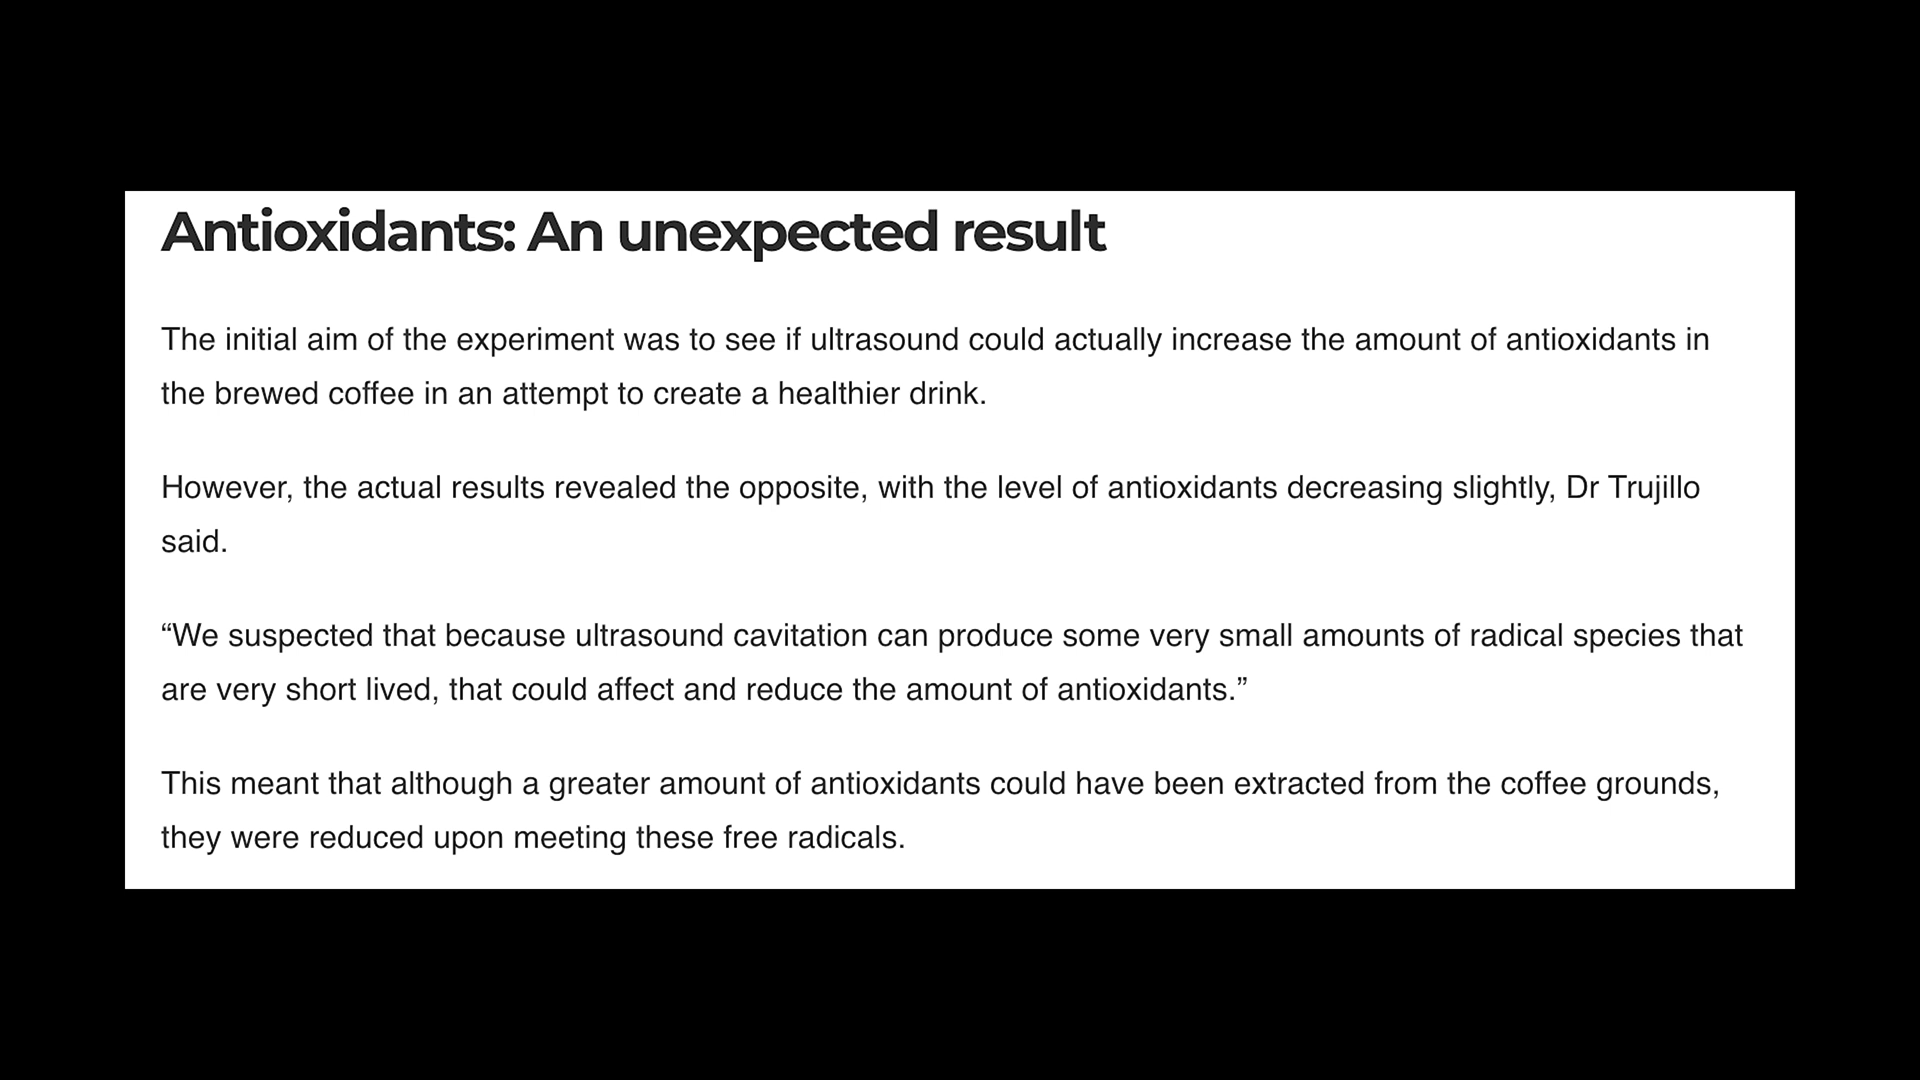 Antioxidants: An unexpected result
The initial aim of the experiment was to see if ultrasound could actually increase the amount of antioxidants in
the brewed coffee in an attempt to create a healthier drink.
However, the actual results revealed the opposite, with the level of antioxidants decreasing slightly, Dr Trujillo
said.
“We suspected that because ultrasound cavitation can produce some very small amounts of radical species that
are very short lived, that could affect and reduce the amount of antioxidants.”
This meant that although a greater amount of antioxidants could have been extracted from the coffee grounds,
they were reduced upon meeting these free radicals.